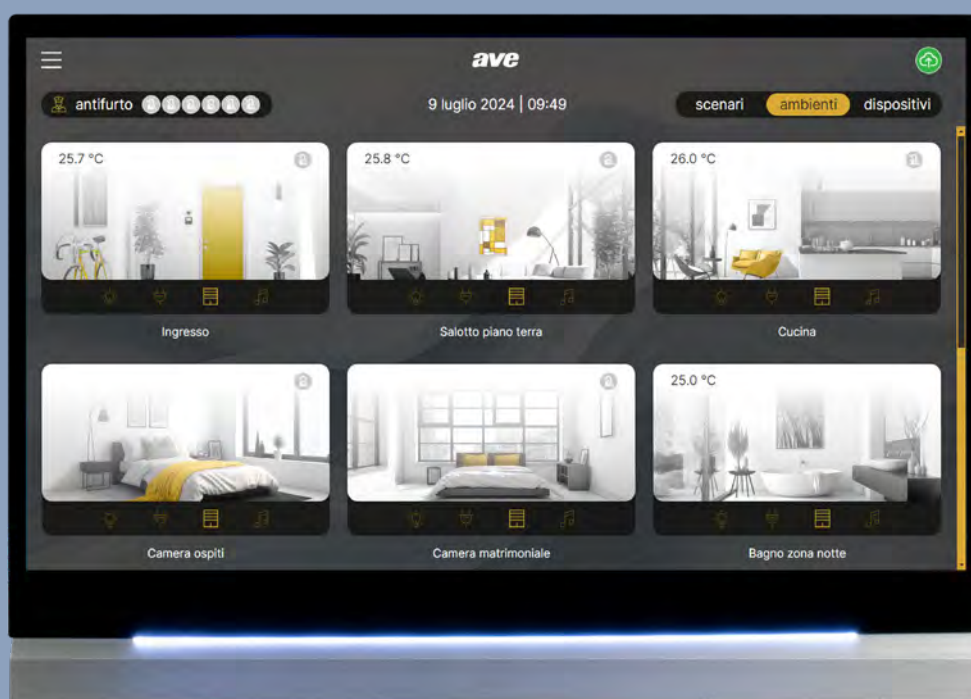 ave
antifurto
9 luglio 2024 | 09:49
scenari ambienti dispositivi
25.7 °C
25.8 °C
26.0 °C
Ingresso
Salotto piano terra
Cucina
25.0 °C
Camera ospiti
Camera matrimoniale
Bagno zona notte